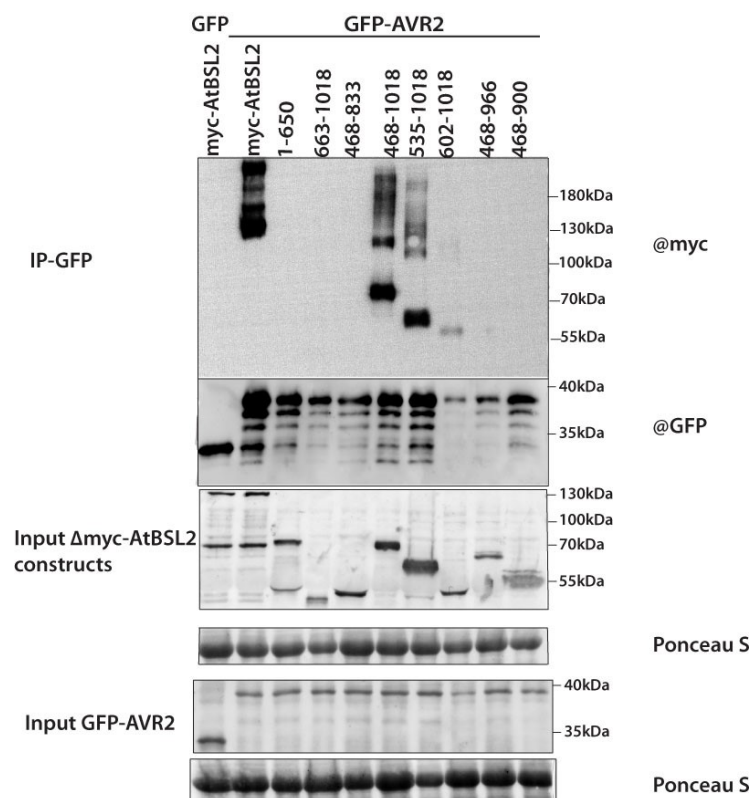 GFP GFP-AVR2
myc-AtBSL2
myc-AtBSL2
1-650
663-1018
468-833
468-1018
535-1018
602-1018
468-966
468-900
180kDa
130kDa
IP-GFP
@myc
100kDa
70kDa
55kDa
40kDa
@GFP
35kDa
130kDa
100kDa
Input Δmyc-AtBSL2
constructs
70kDa
55kDa
Ponceau S
40kDa
Input GFP-AVR2
35kDa
Ponceau S